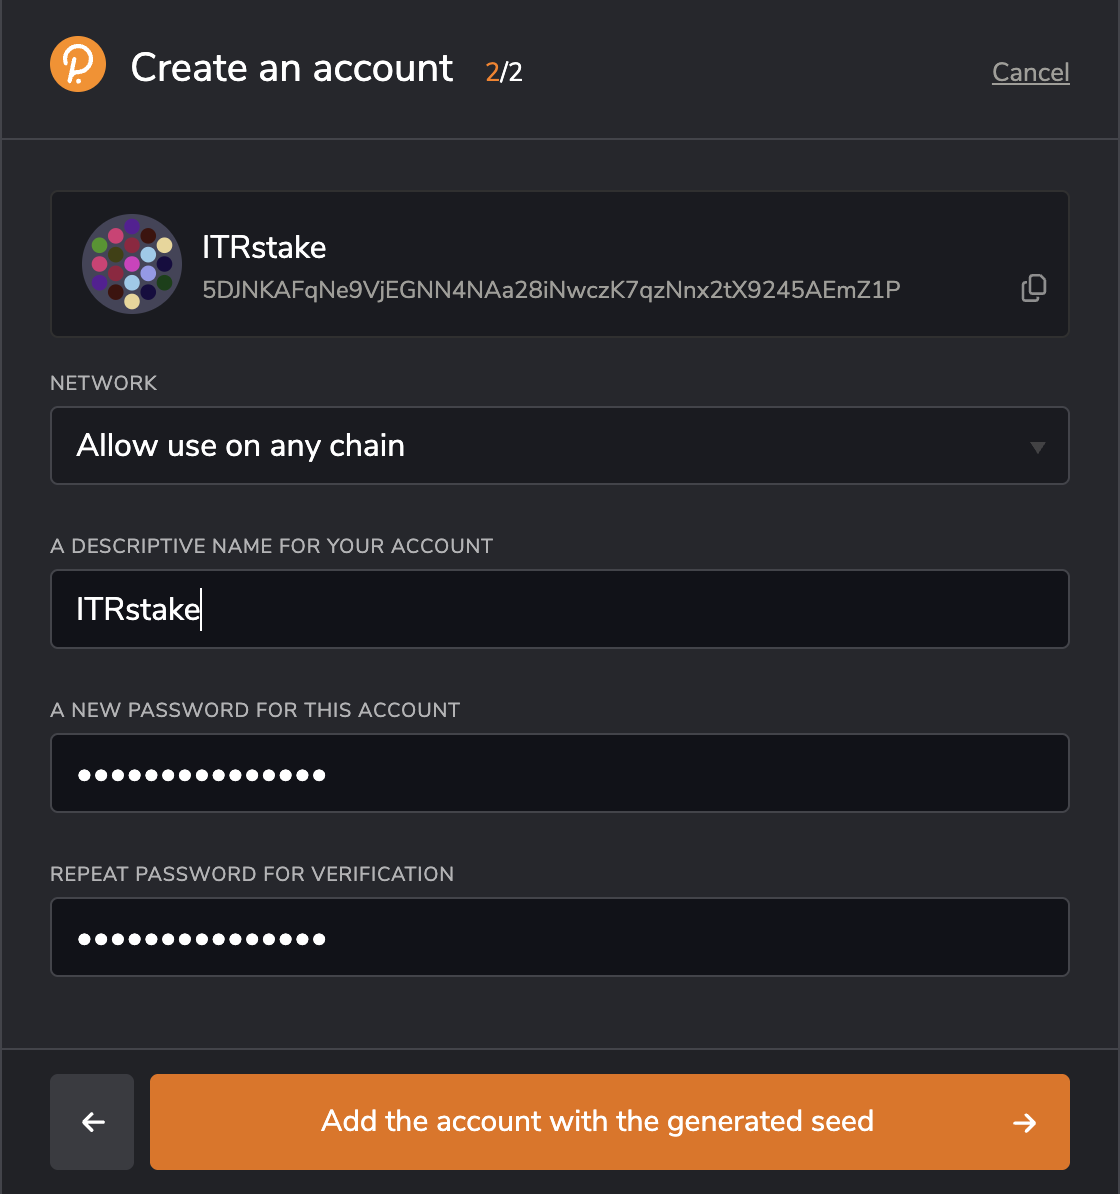 Create an account 2/2
Cancel
ITRstake
5DJNKAFqNe9VjEGNN4NAa28iNwczK7qzNnx2tX9245AEmZ1P
NETWORK
Allow use on any chain
A DESCRIPTIVE NAME FOR YOUR ACCOUNT
ITRstake
A NEW PASSWORD FOR THIS ACCOUNT
•••••••••••••••
REPEAT PASSWORD FOR VERIFICATION
•••••••••••••••
Add the account with the generated seed